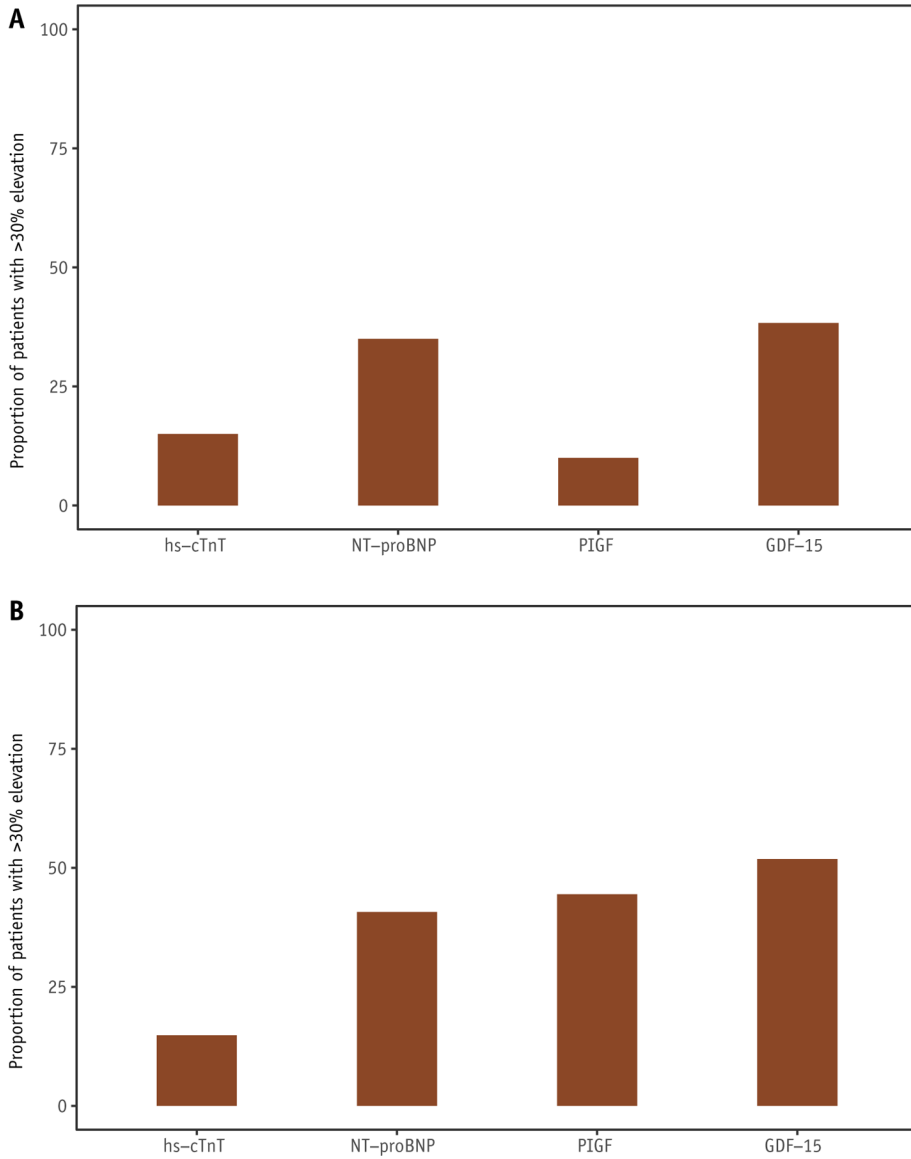 A
Proportion of patients with >30% elevation
100
75
50
25
0
hs–cTnT NT–proBNP PIGF GDF–15
B
Proportion of patients with >30% elevation
100
75
50
25
0
hs–cTnT NT–proBNP PIGF GDF–15